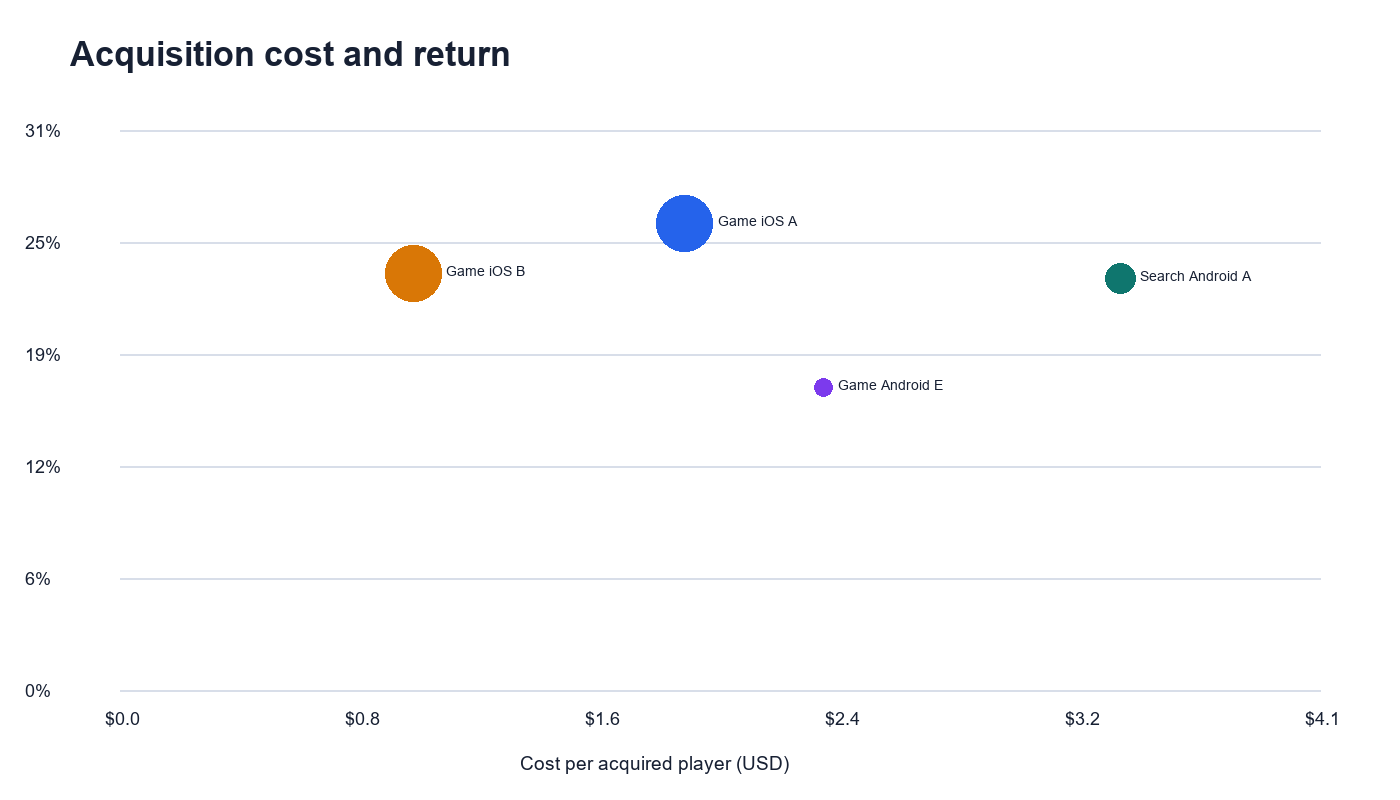 Acquisition cost and return
31%
Game iOS A
25%
Game iOS B
Search Android A
19%
Game Android E
12%
6%
0%
$0.0 $0.8 $1.6 $2.4 $3.2 $4.1
Cost per acquired player (USD)